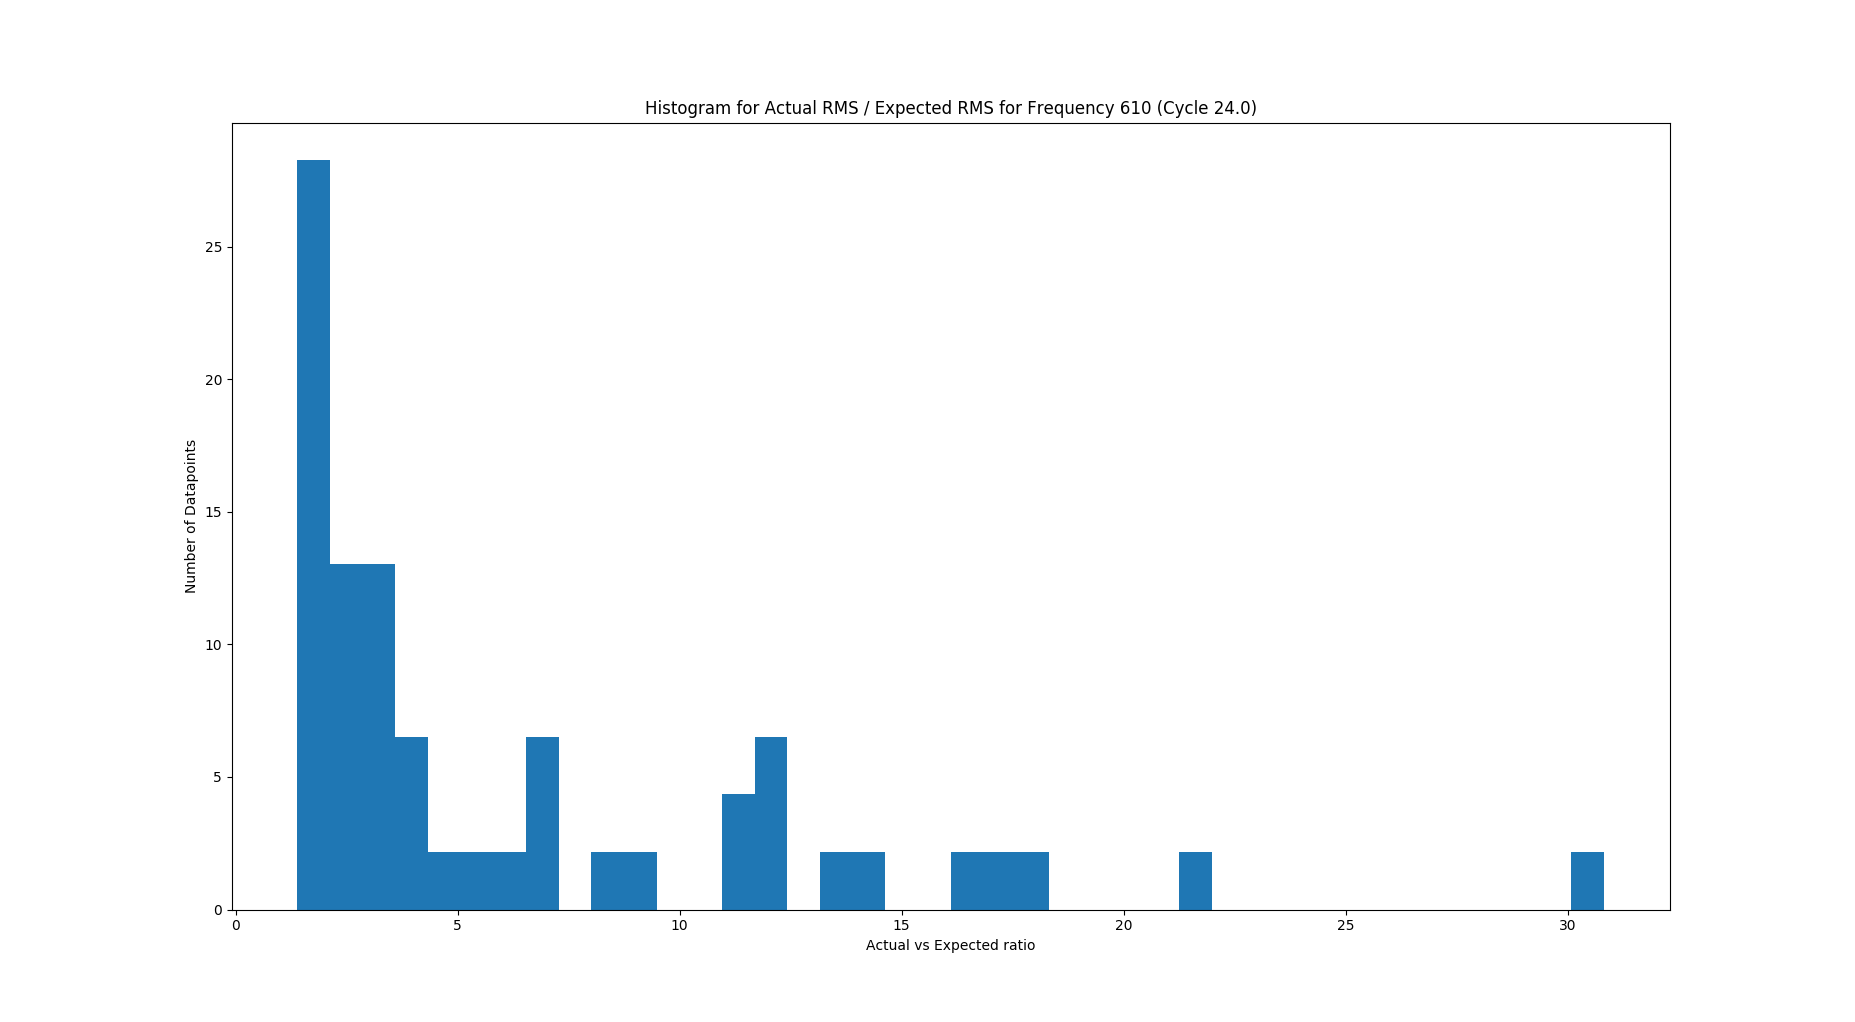 Histogram for Actual RMS / Expected RMS for Frequency 610 (Cycle 24.0)
Number of Datapoints
25
20
15
10
5
0
0 5 10 15 20 25 30
Actual vs Expected ratio